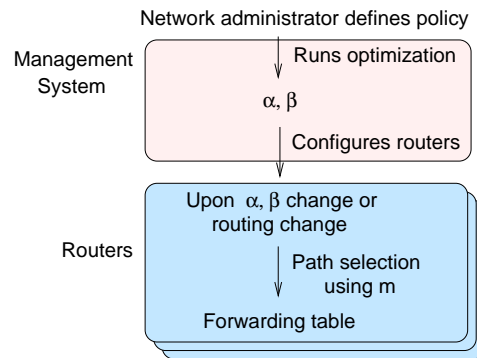 Network administrator defines policy
Management
System
Runs optimization
α, β
Configures routers
Routers
Upon α, β change or
routing change
Path selection
using m
Forwarding table